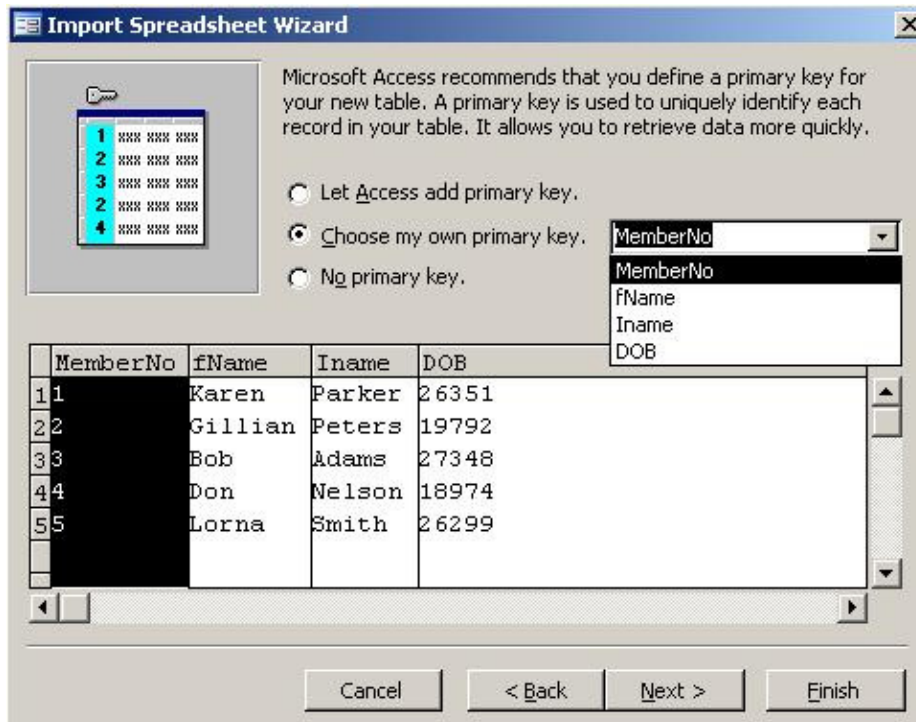 Import Spreadsheet Wizard
Microsoft Access recommends that you define a primary key for
your new table. A primary key is used to uniquely identify each
record in your table. It allows you to retrieve data more quickly.
1 xxx xxx xxx
2 xxx xxx xxx
3 xxx xxx xxx
2 xxx xxx xxx
4 xxx xxx xxx
Let Access add primary key.
Choose my own primary key. MemberNo
No primary key.
MemberNo
fName
Iname
DOB
MemberNo fName Iname DOB
1 1 Karen Parker 26351
2 2 Gillian Peters 19792
3 3 Bob Adams 27348
4 4 Don Nelson 18974
5 5 Lorna Smith 26299
Cancel < Back Next > Finish